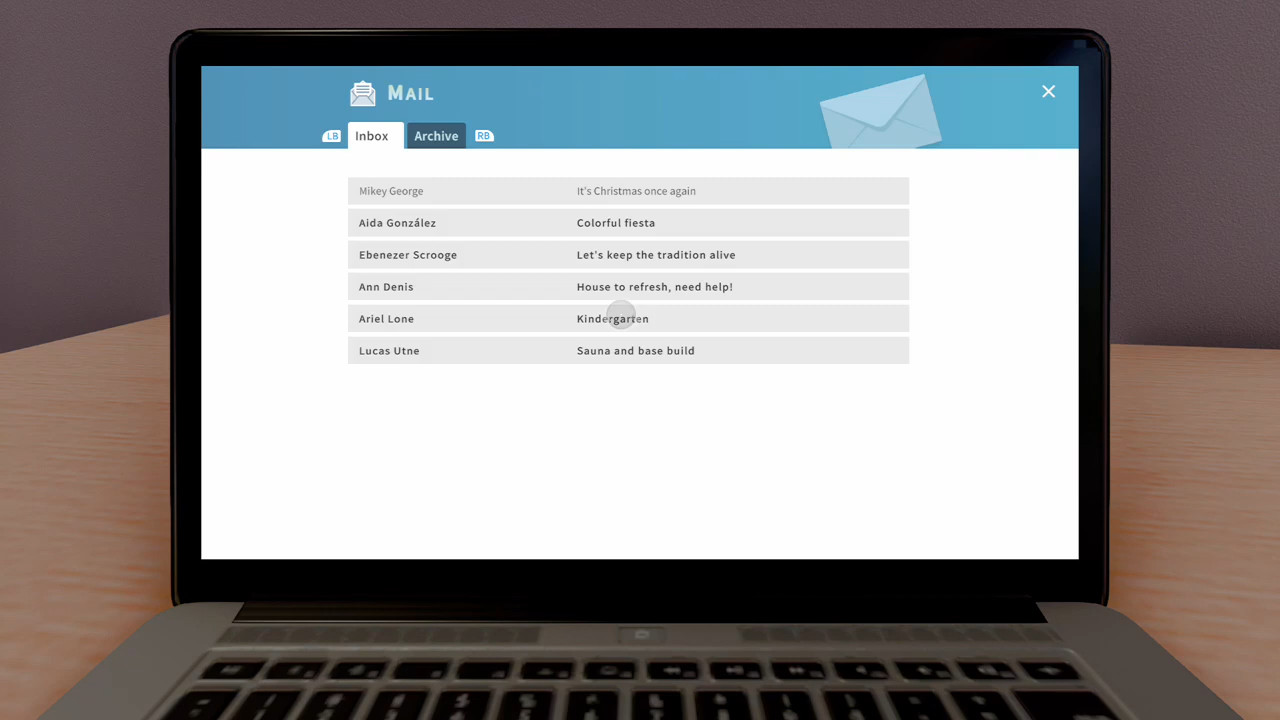 MAIL
LB Inbox Archive RB
Mikey George It's Christmas once again
Aida González Colorful fiesta
Ebenezer Scrooge Let's keep the tradition alive
Ann Denis House to refresh, need help!
Ariel Lone Kindergarten
Lucas Utne Sauna and base build